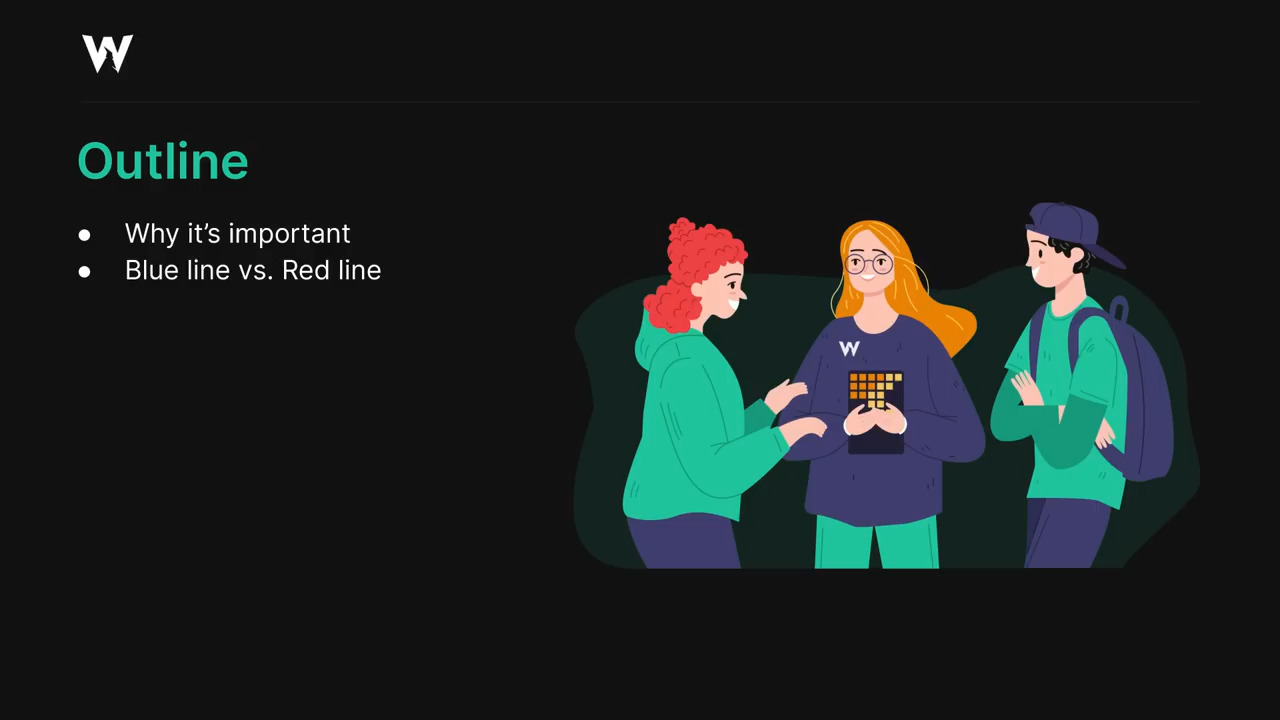 W
Outline
● Why it’s important
● Blue line vs. Red line
W